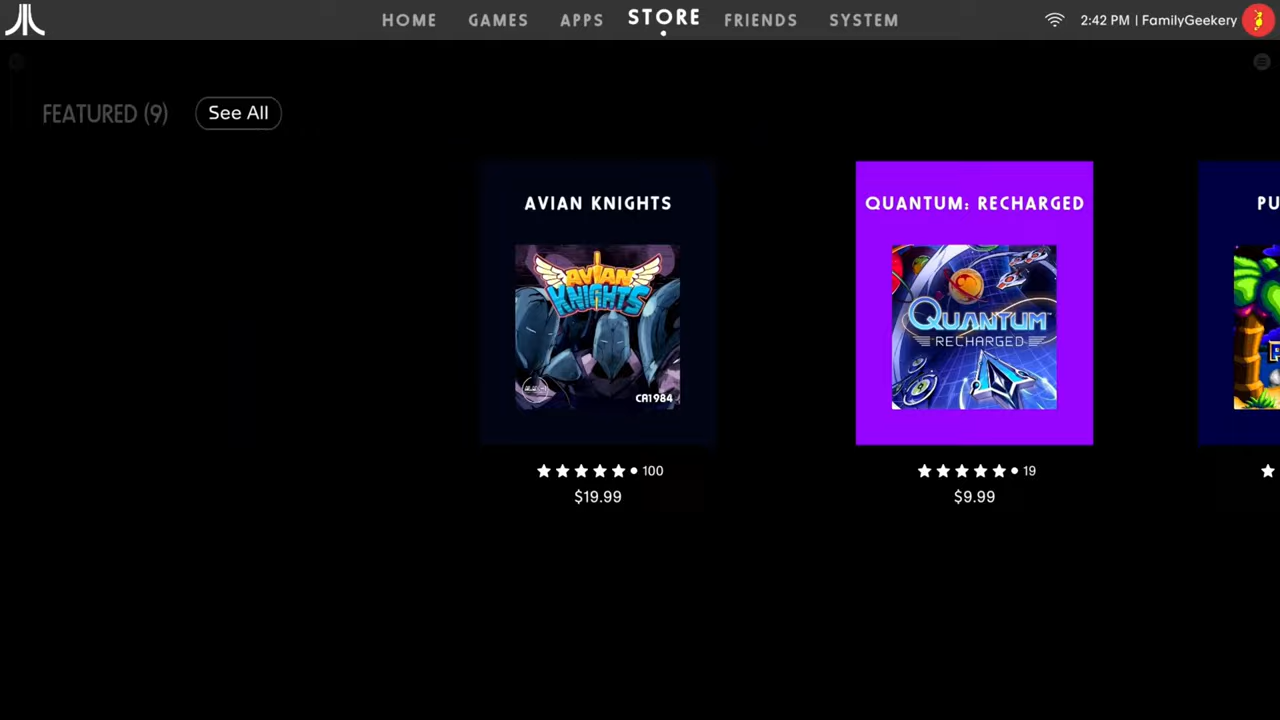 HOME GAMES APPS STORE FRIENDS SYSTEM 2:42 PM | FamilyGeekery
FEATURED (9) See All
AVIAN KNIGHTS QUANTUM: RECHARGED PU
AVIAN
KNIGHTS
QUANTUM
RECHARGED
CA1984
100 19
$19.99 $9.99